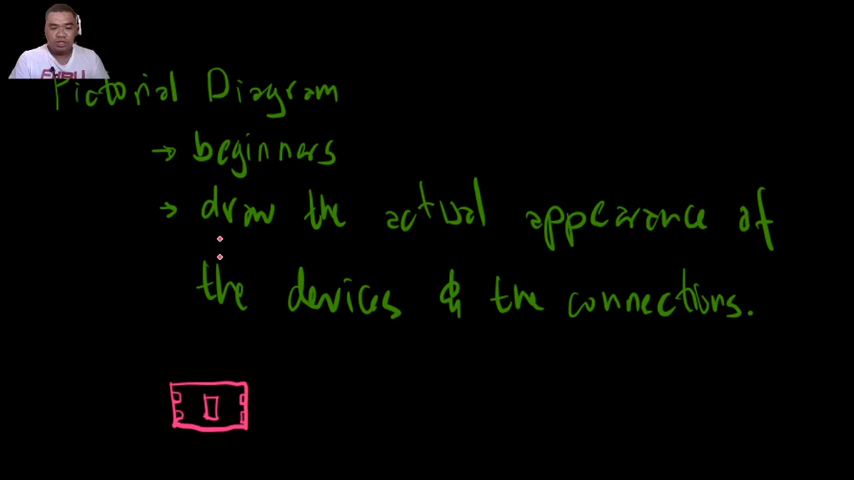 Pictorial Diagram
→ beginners
→ draw the actual appearance of
the devices & the connections.